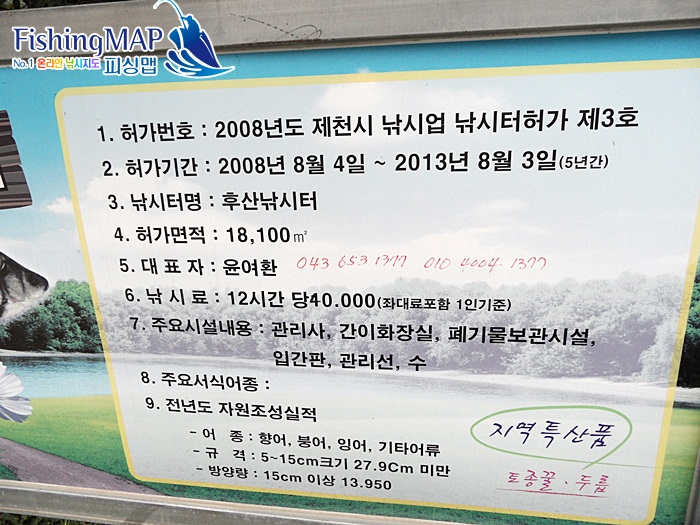 FishingMAP
No.1 온라인 낚시지도 피싱맵
1. 허가번호 : 2008년도 제천시 낚시업 낚시터허가 제3호
2. 허가기간 : 2008년 8월 4일 ~ 2013년 8월 3일(5년간)
3. 낚시터명 : 후산낚시터
4. 허가면적 : 18,100㎡
5. 대 표 자 : 윤여환 043 653 1377 010 4004 1377
6. 낚 시 료 : 12시간 당40.000(좌대료포함 1인기준)
7. 주요시설내용 : 관리사, 간이화장실, 폐기물보관시설,
입간판, 관리선, 수
8. 주요서식어종 :
9. 전년도 자원조성실적
- 어 종 : 향어, 붕어, 잉어, 기타어류
- 규 격 : 5~15cm크기 27.9Cm 미만
- 방양량 : 15cm 이상 13.950
지역특산품
토종꿀 . 두릅